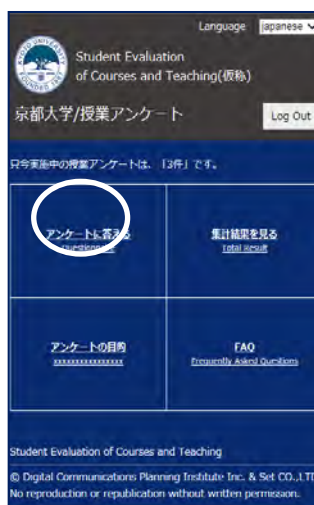 Language japanese
Student Evaluation
of Courses and Teaching(仮称)
京都大学/授業アンケート
Log Out
只今実施中の授業アンケートは、「3件」です。
アンケートに答える
集計結果を見る
Total Result
アンケートの目的
xxxxxxxxxxxxxxx
FAQ
Frequently Asked Questions
Student Evaluation of Courses and Teaching
© Digital Communications Planning Institute Inc. & Set CO.,LTD
No reproduction or republication without written permission.